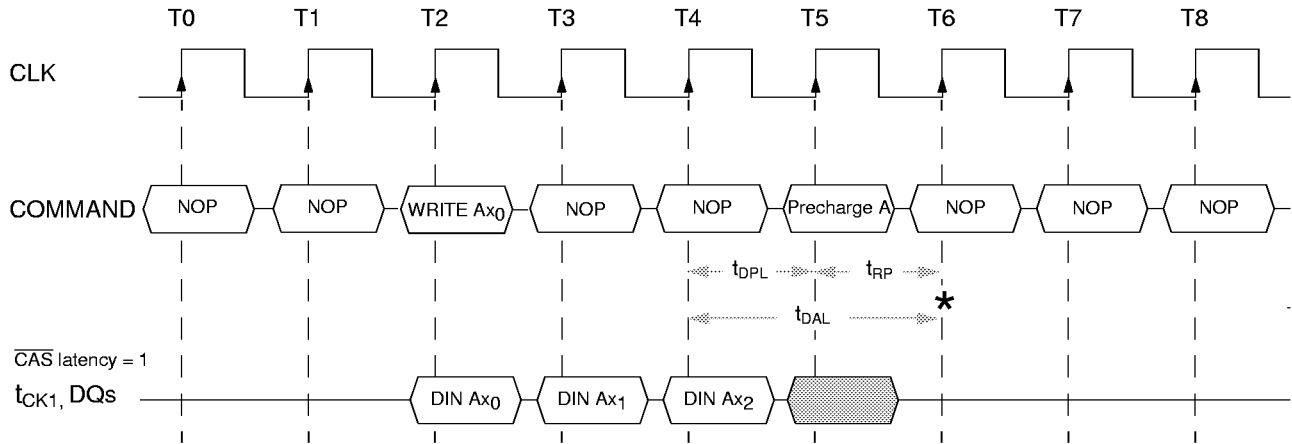 T0 T1 T2 T3 T4 T5 T6 T7 T8
CLK
COMMAND NOP NOP WRITE Ax0 NOP NOP Precharge A NOP NOP NOP
tDPL tRP
*
tDAL
CAS latency = 1
tCK1, DQs DIN Ax0 DIN Ax1 DIN Ax2